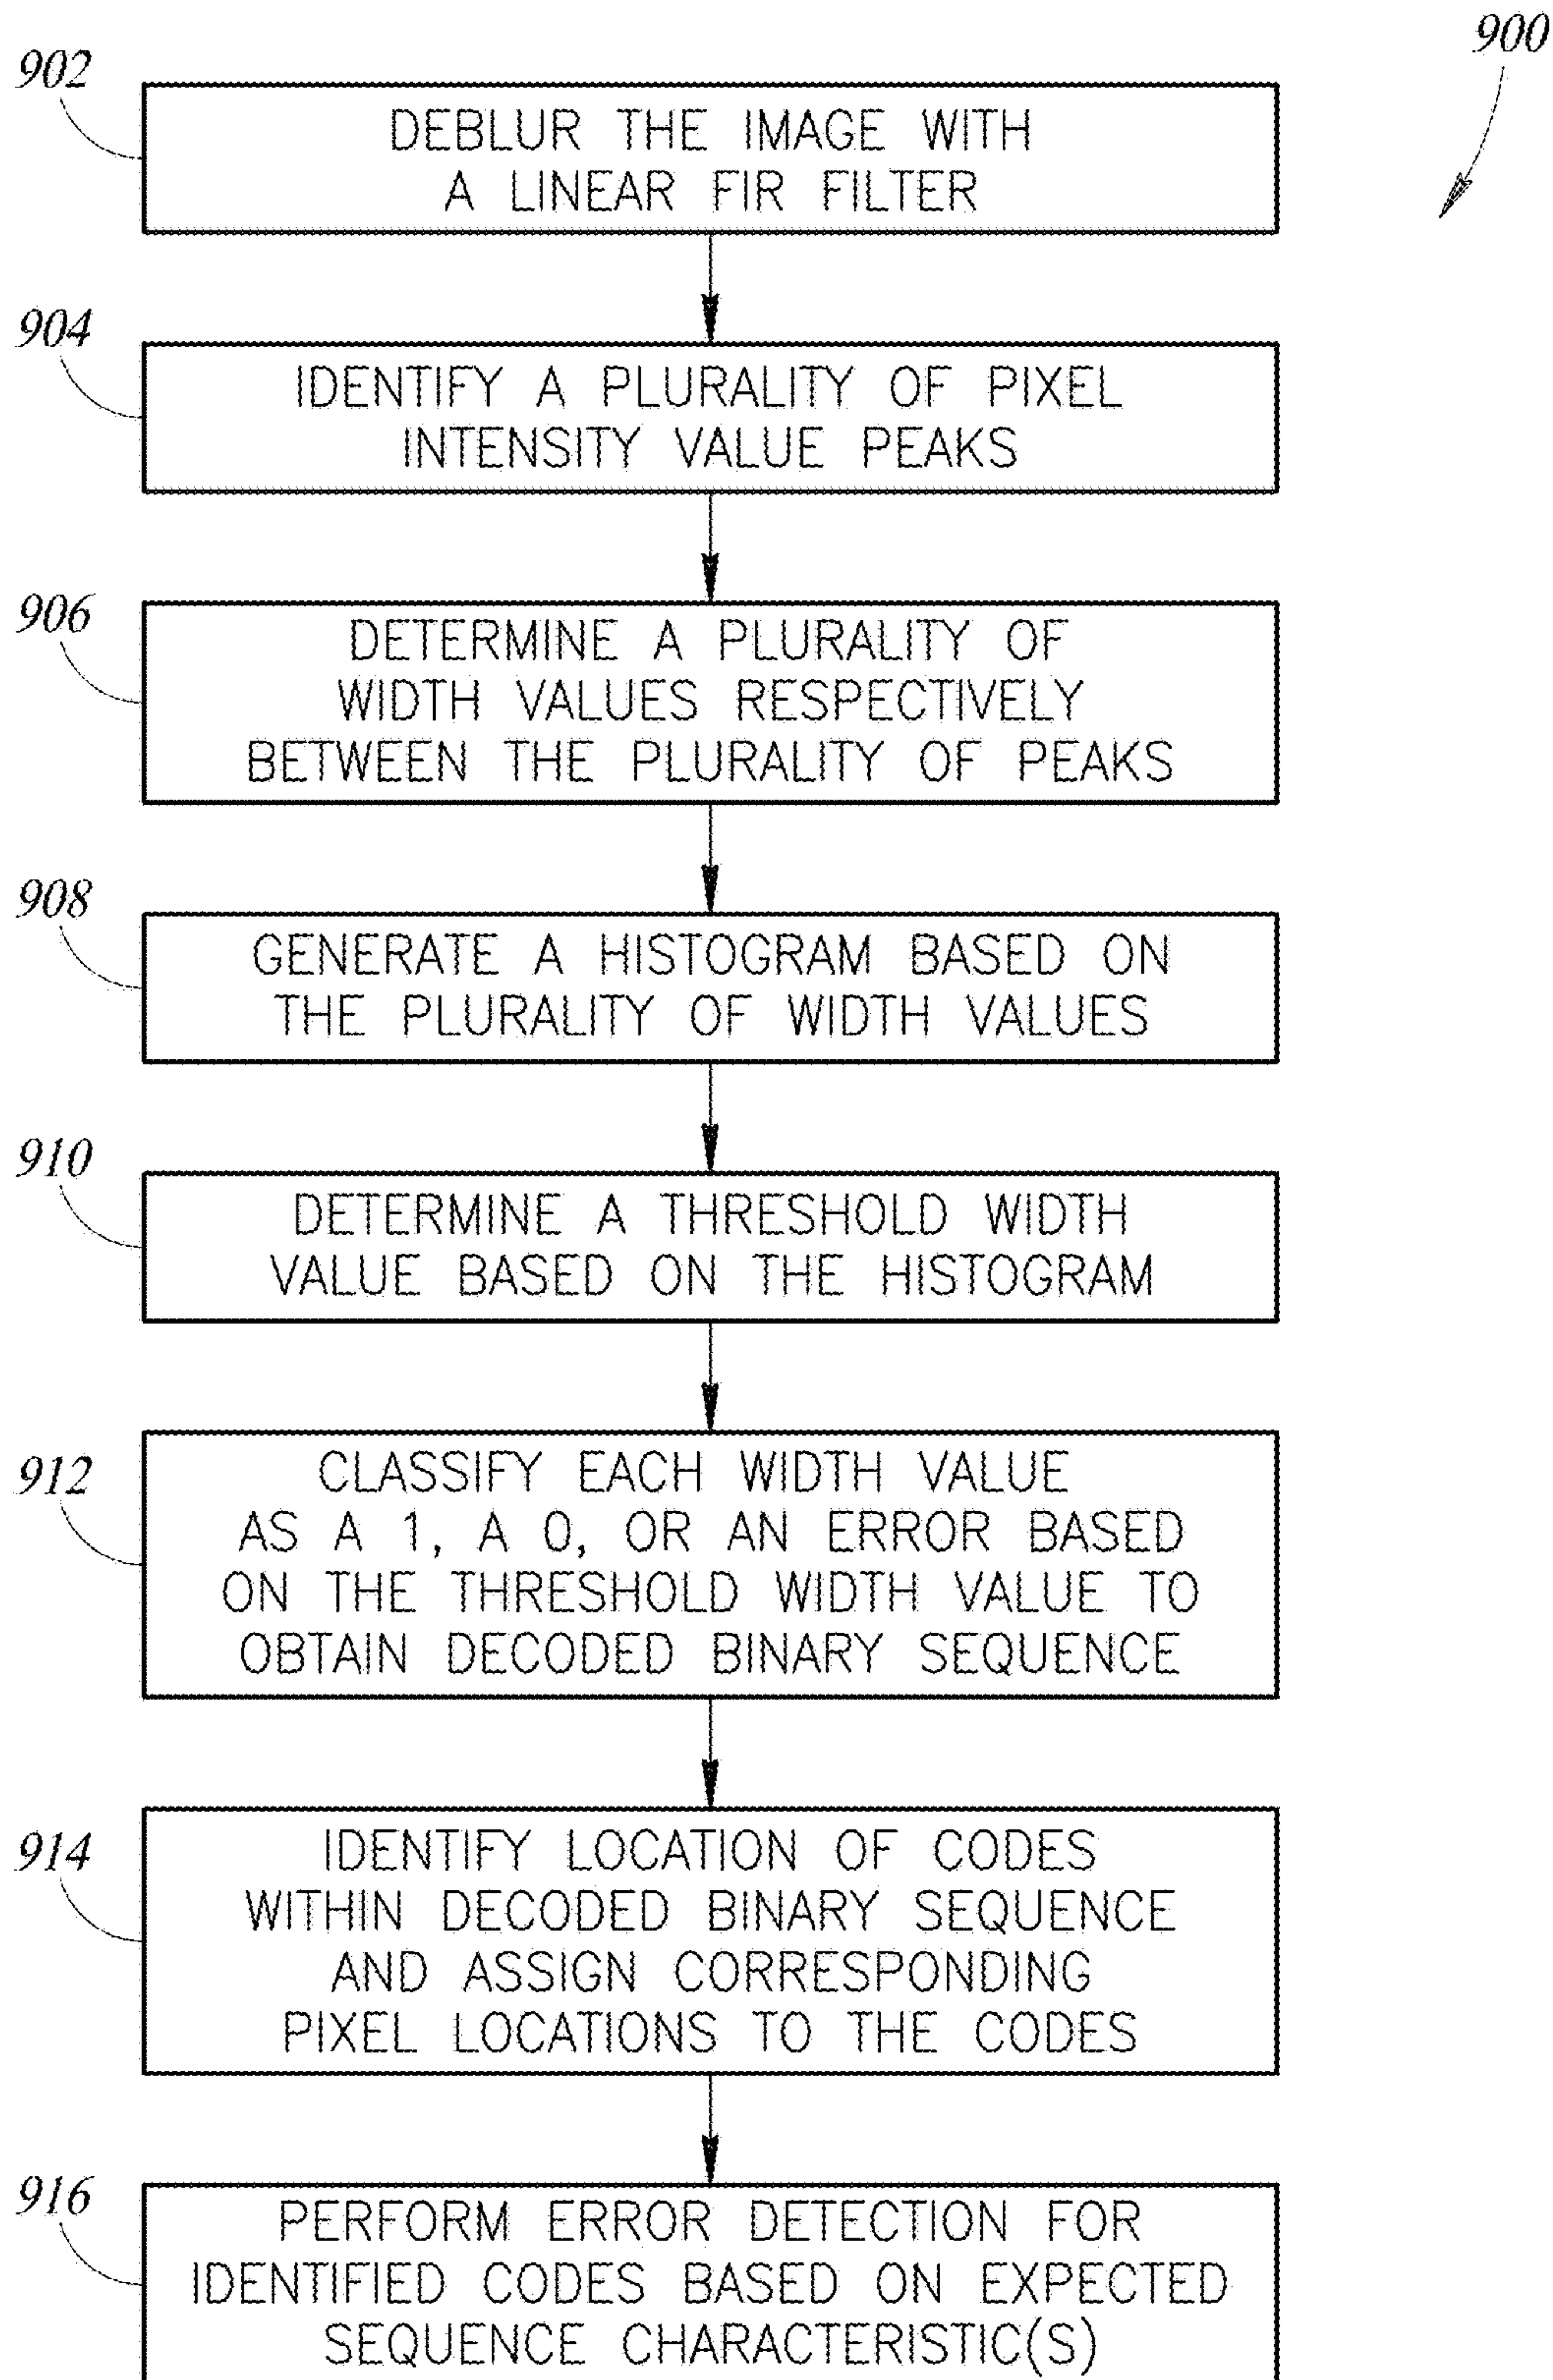 900
902
DEBLUR THE IMAGE WITH
A LINEAR FIR FILTER
904
IDENTIFY A PLURALITY OF PIXEL
INTENSITY VALUE PEAKS
906
DETERMINE A PLURALITY OF
WIDTH VALUES RESPECTIVELY
BETWEEN THE PLURALITY OF PEAKS
908
GENERATE A HISTOGRAM BASED ON
THE PLURALITY OF WIDTH VALUES
910
DETERMINE A THRESHOLD WIDTH
VALUE BASED ON THE HISTOGRAM
912
CLASSIFY EACH WIDTH VALUE
AS A 1, A 0, OR AN ERROR BASED
ON THE THRESHOLD WIDTH VALUE TO
OBTAIN DECODED BINARY SEQUENCE
914
IDENTIFY LOCATION OF CODES
WITHIN DECODED BINARY SEQUENCE
AND ASSIGN CORRESPONDING
PIXEL LOCATIONS TO THE CODES
916
PERFORM ERROR DETECTION FOR
IDENTIFIED CODES BASED ON EXPECTED
SEQUENCE CHARACTERISTIC(S)